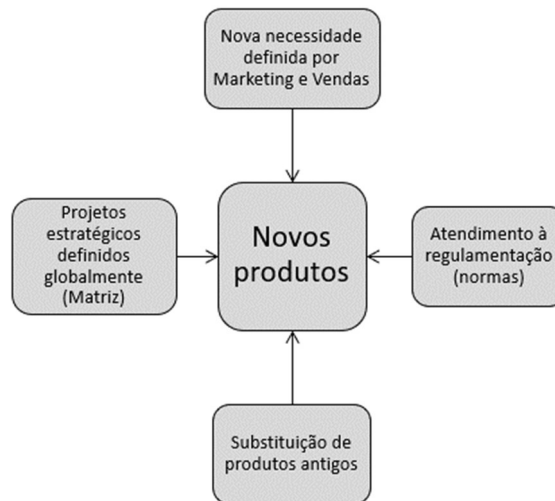 Nova necessidade
definida por
Marketing e Vendas
Projetos
estratégicos
definidos
globalmente
(Matriz)
Novos
produtos
Atendimento à
regulamentação
(normas)
Substituição de
produtos antigos